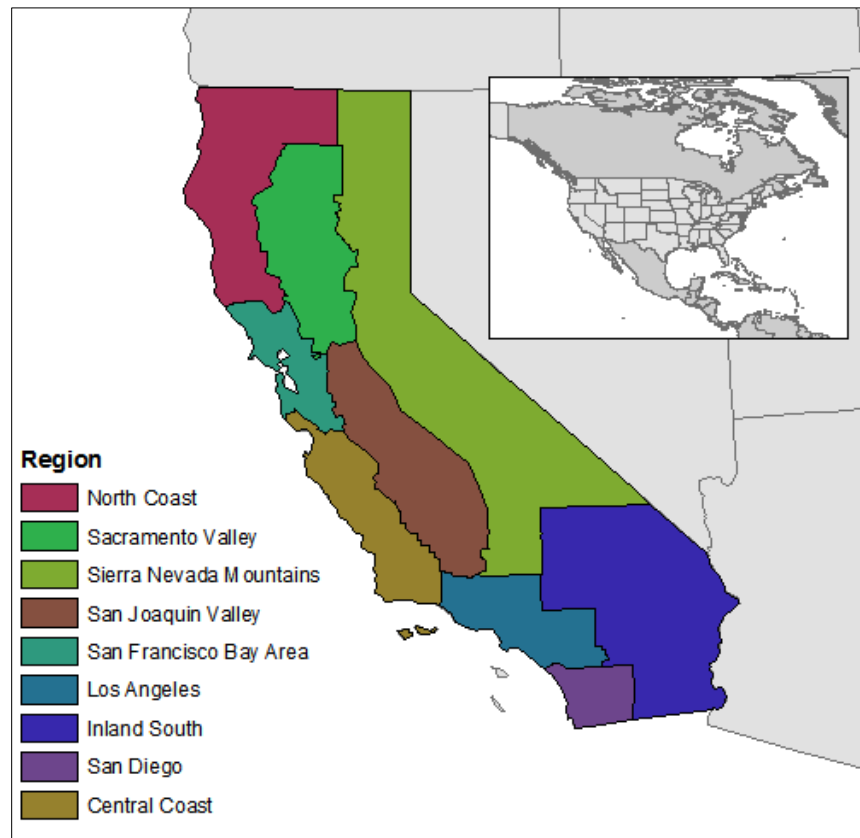 Region
North Coast
Sacramento Valley
Sierra Nevada Mountains
San Joaquin Valley
San Francisco Bay Area
Los Angeles
Inland South
San Diego
Central Coast